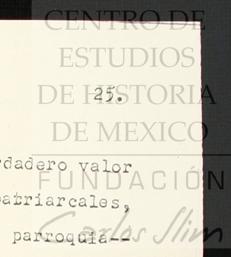 CENTRO DE
ESTUDIOS
DE HISTORIA
DE MEXICO
FUNDACIÓN
Carlos Slim
25.
rdadero valor
patriarcales,
parroquia--